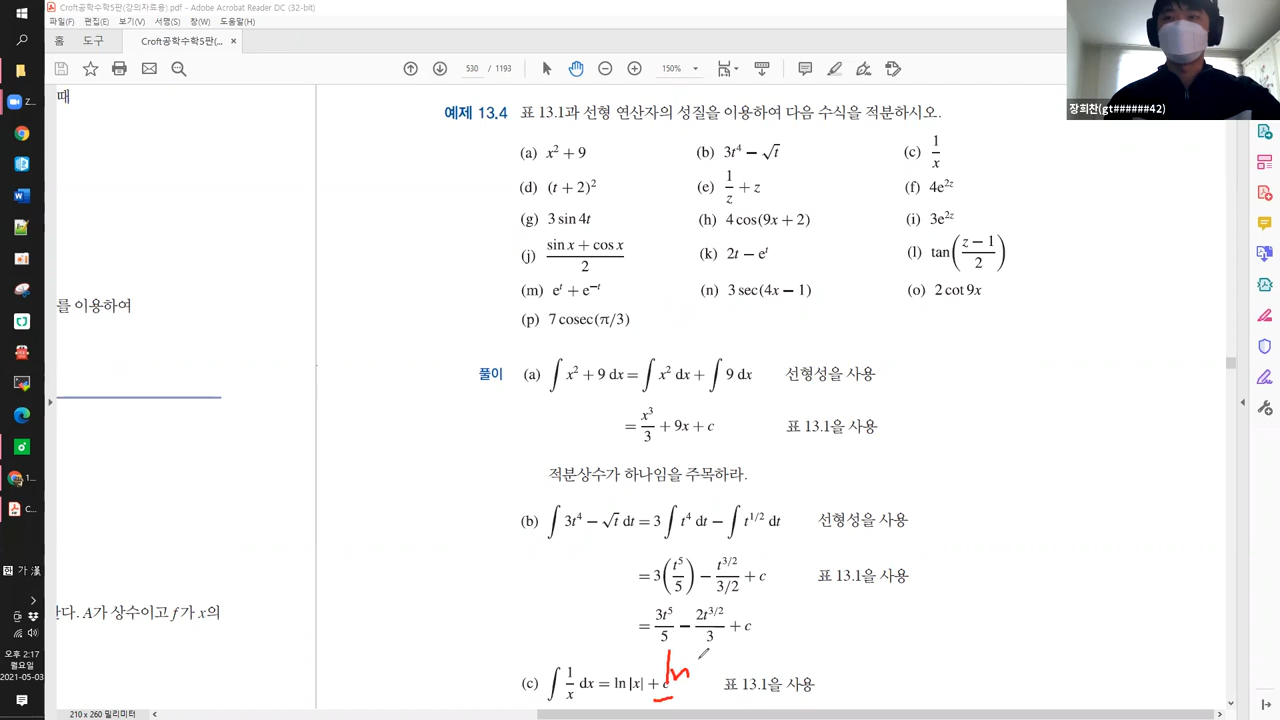 Croft공학수학5판(강의자료용).pdf - Adobe Acrobat Reader DC (32-bit)
파일(F) 편집(E) 보기(V) 서명(S) 창(W) 도움말(H)
홈 도구 Croft공학수학5판(... ×
530 / 1193 150%
장희찬(gt######42)
때
예제 13.4 표 13.1과 선형 연산자의 성질을 이용하여 다음 수식을 적분하시오.
(a) x² + 9 (b) 3t⁴ − √t (c) 1/x
(d) (t + 2)² (e) 1/z + z (f) 4e^{2z}
(g) 3 sin 4t (h) 4 cos(9x + 2) (i) 3e^{2z}
(j) (sin x + cos x)/2 (k) 2t − e^t (l) tan((z − 1)/2)
(m) e^t + e^{−t} (n) 3 sec(4x − 1) (o) 2 cot 9x
(p) 7 cosec(π/3)
를 이용하여
풀이 (a) ∫ x² + 9 dx = ∫ x² dx + ∫ 9 dx 선형성을 사용
= x³/3 + 9x + c 표 13.1을 사용
적분상수가 하나임을 주목하라.
(b) ∫ 3t⁴ − √t dt = 3 ∫ t⁴ dt − ∫ t^{1/2} dt 선형성을 사용
= 3(t⁵/5) − t^{3/2}/(3/2) + c 표 13.1을 사용
다. A가 상수이고 f가 x의
= 3t⁵/5 − 2t^{3/2}/3 + c
ln
(c) ∫ 1/x dx = ln |x| + c 표 13.1을 사용
가 漢
오후 2:17
월요일
2021-05-03
210 x 260 밀리미터